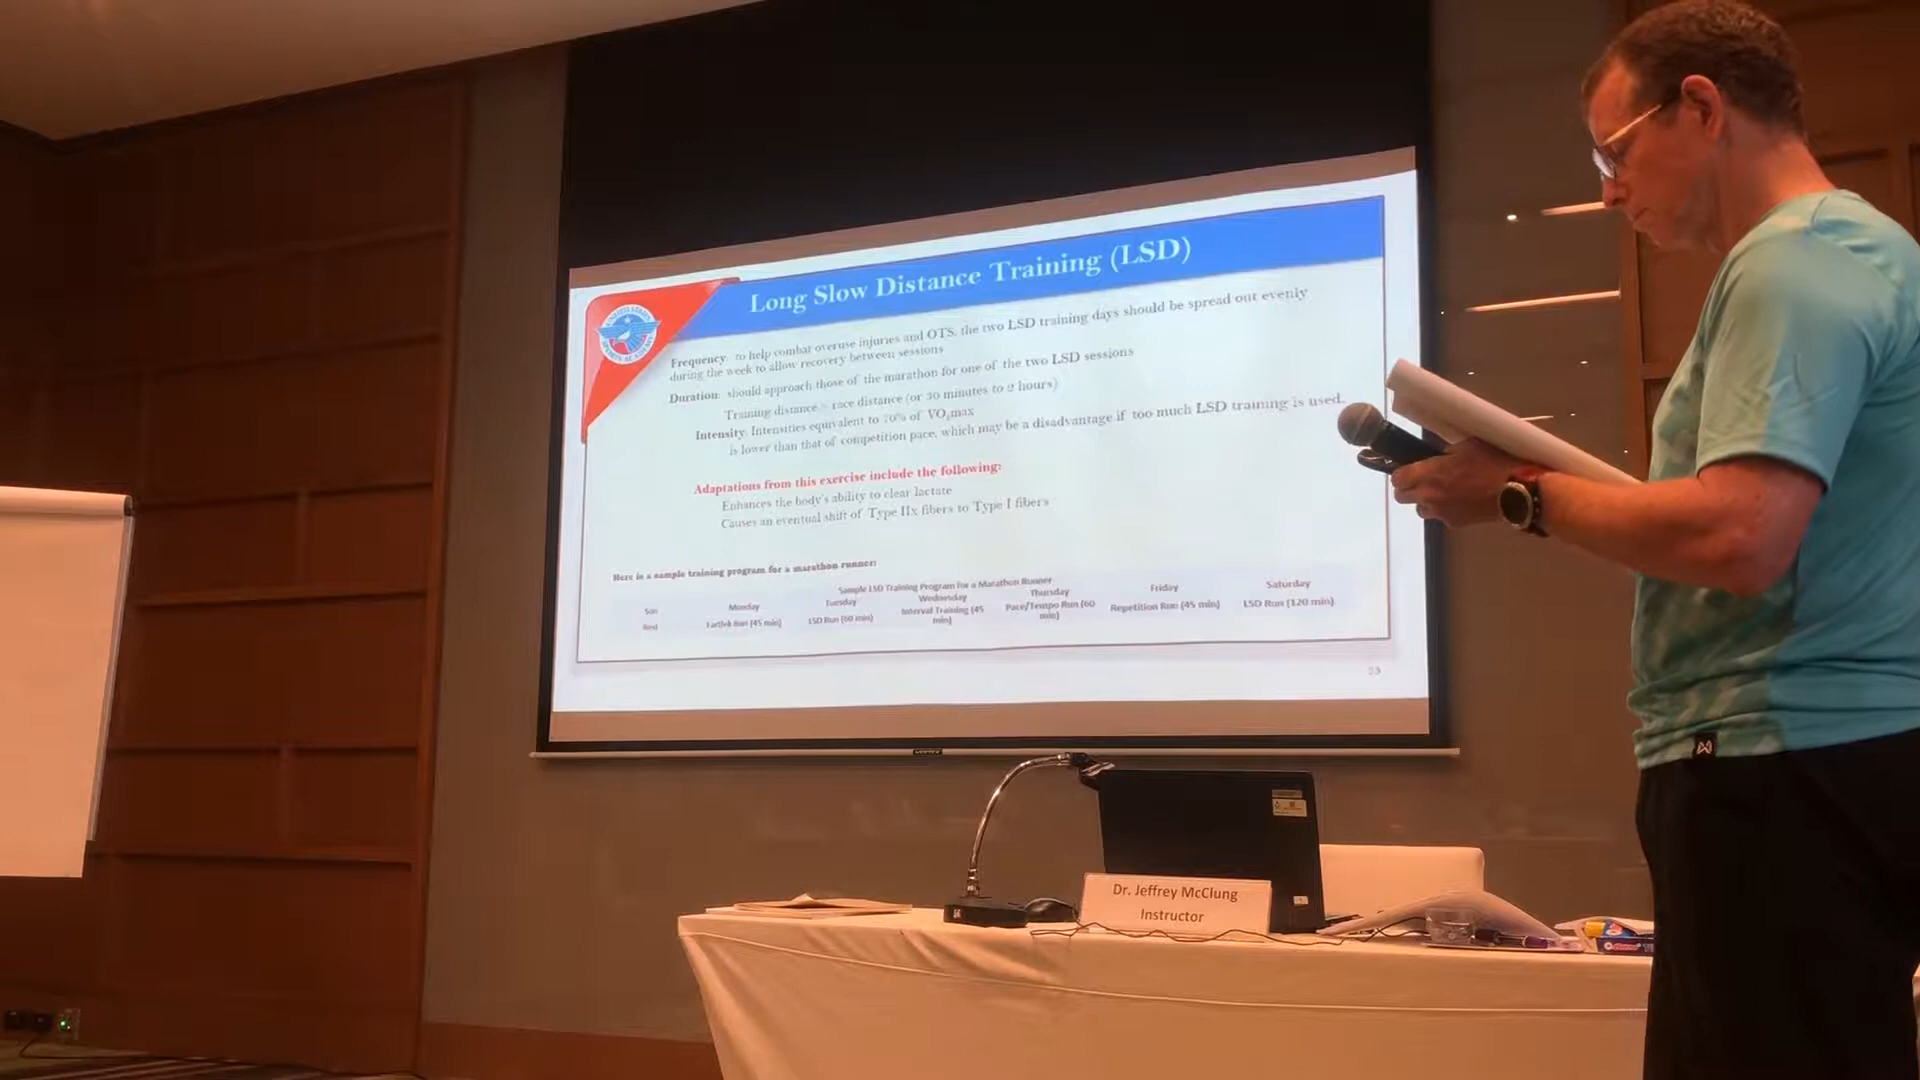 Long Slow Distance Training (LSD)
UNITED STATES
SPORTS ACADEMY
Frequency: to help combat overuse injuries and OTS, the two LSD training days should be spread out evenly
during the week to allow recovery between sessions
Duration: should approach those of the marathon for one of the two LSD sessions
Training distance > race distance (or 30 minutes to 2 hours)
Intensity: Intensities equivalent to 70% of VO₂max
is lower than that of competition pace, which may be a disadvantage if too much LSD training is used.
Adaptations from this exercise include the following:
Enhances the body's ability to clear lactate
Causes an eventual shift of Type IIx fibers to Type I fibers
Here is a sample training program for a marathon runner:
Sample LSD Training Program for a Marathon Runner
Sun Monday Tuesday Wednesday Thursday Friday Saturday
Rest Fartlek Run (45 min) LSD Run (60 min) Interval Training (45 min) Pace/Tempo Run (60 min) Repetition Run (45 min) LSD Run (120 min)
23
Dr. Jeffrey McClung
Instructor